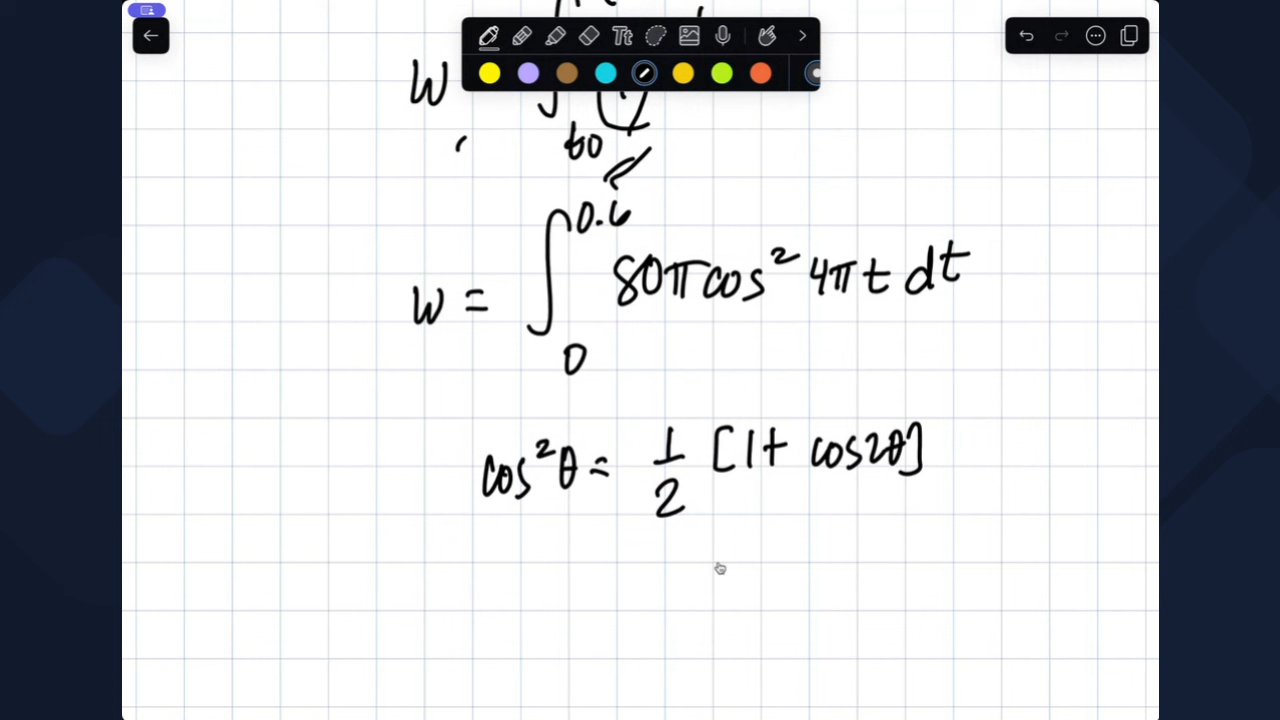 W
t0
w = ∫₀^0.6 80π cos² 4πt dt
cos²θ = 1/2 [1+ cos2θ]